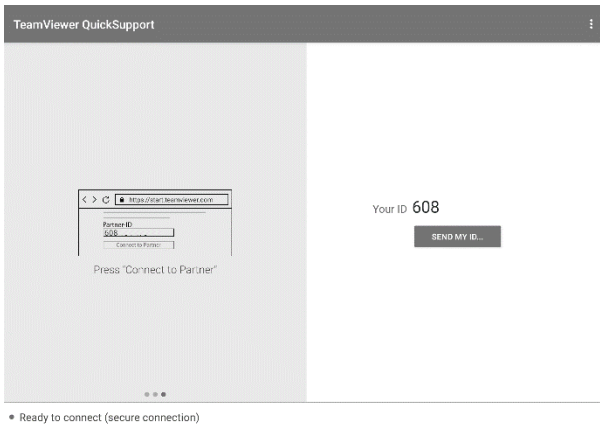 TeamViewer QuickSupport
https://start.teamviewer.com
Partner-ID
608
Connect to Partner
Press "Connect to Partner"
Your ID 608
SEND MY ID...
Ready to connect (secure connection)